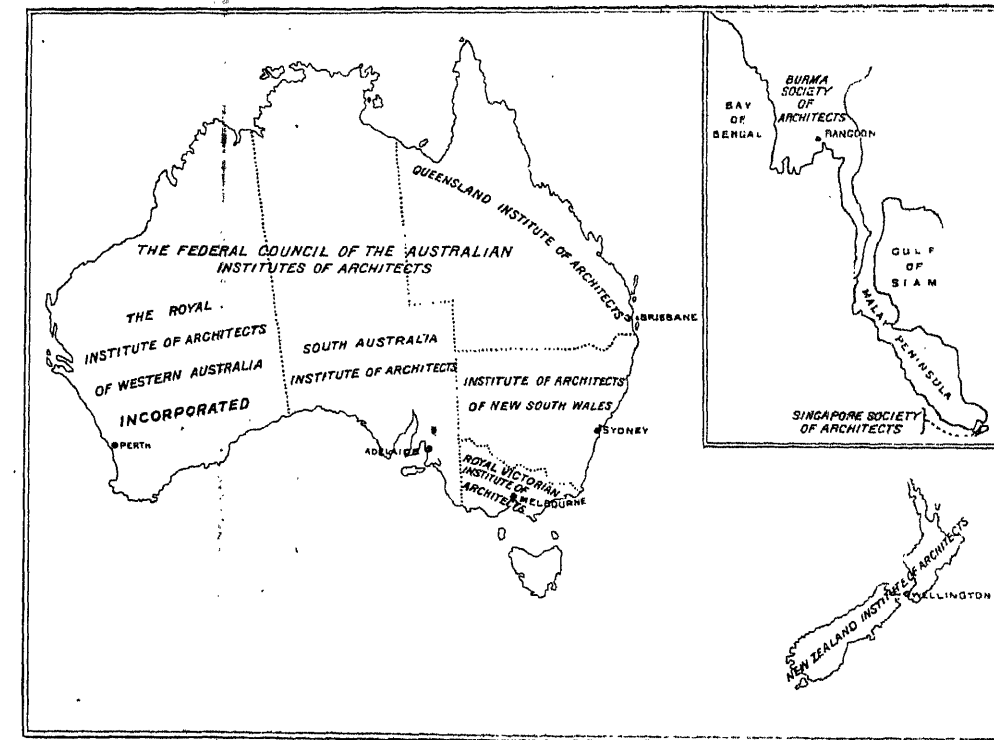 THE FEDERAL COUNCIL OF THE AUSTRALIAN
INSTITUTES OF ARCHITECTS
QUEENSLAND INSTITUTE OF ARCHITECTS
BRISBANE
THE ROYAL
INSTITUTE OF ARCHITECTS
OF WESTERN AUSTRALIA
INCORPORATED
PERTH
SOUTH AUSTRALIA
INSTITUTE OF ARCHITECTS
ADELAIDE
INSTITUTE OF ARCHITECTS
OF NEW SOUTH WALES
SYDNEY
ROYAL VICTORIAN
INSTITUTE OF
ARCHITECTS
MELBOURNE
BURMA
SOCIETY
OF
ARCHITECTS
BAY
OF
BENGAL
RANGOON
GULF
OF
SIAM
MALAY
PENINSULA
SINGAPORE SOCIETY
OF ARCHITECTS
NEW ZEALAND INSTITUTE OF ARCHITECTS
WELLINGTON